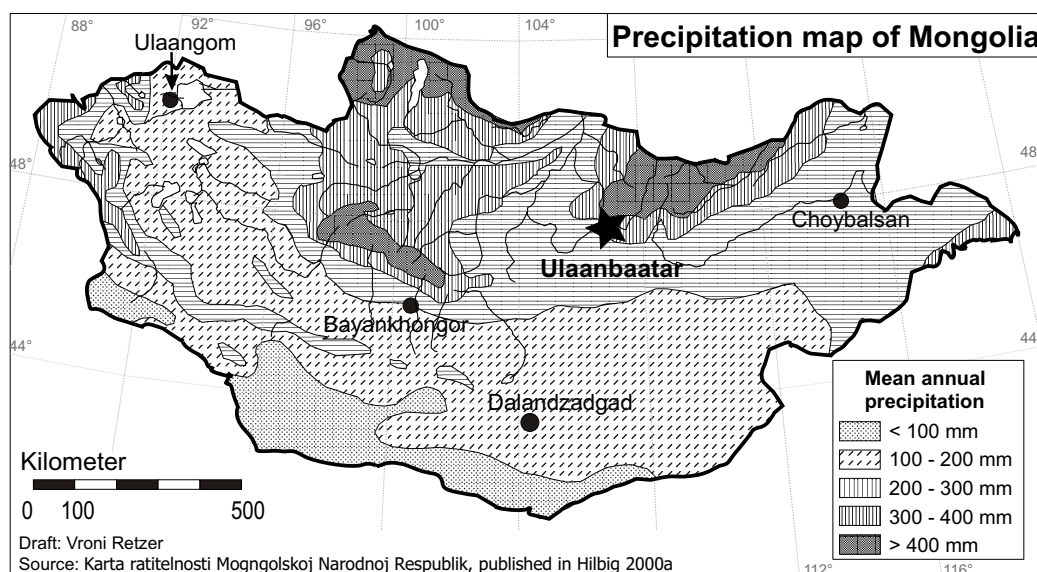 Precipitation map of Mongolia
88
92
96
100
104
Ulaangom
48°
48°
Choybalsan
Ulaanbaatar
Bayankhongor
44°
44°
Dalandzadgad
Mean annual
precipitation
< 100 mm
100 - 200 mm
200 - 300 mm
300 - 400 mm
> 400 mm
Kilometer
0 100 500
Draft: Vroni Retzer
Source: Karta ratitelnosti Mogngolskoj Narodnoj Respublik, published in Hilbig 2000a
112°
116°